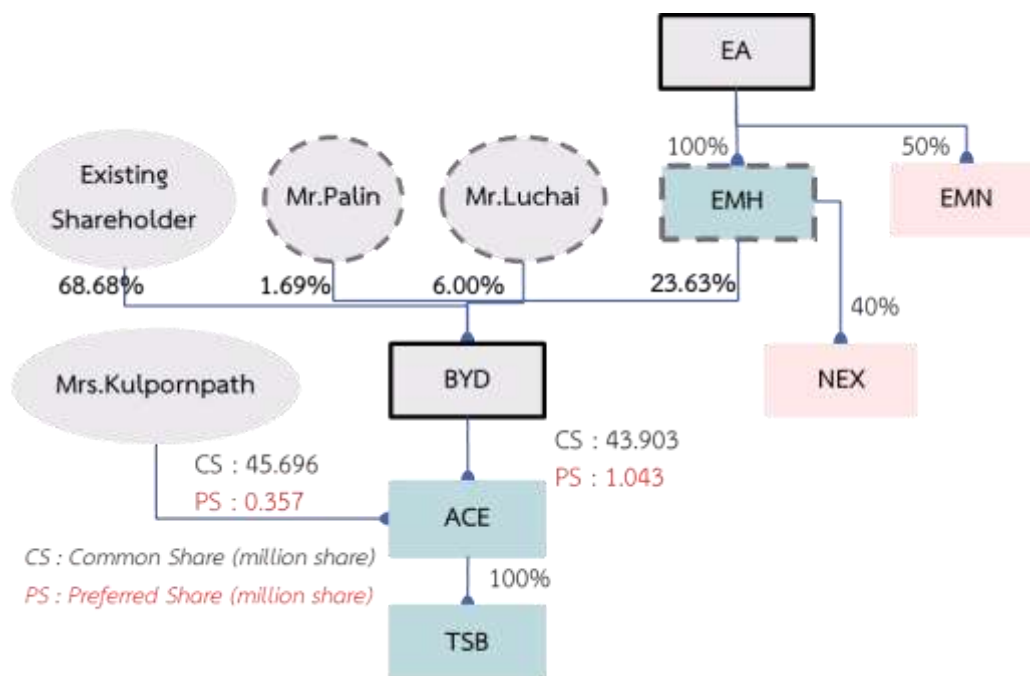 EA
100%
50%
Existing
Shareholder
Mr.Palin
Mr.Luchai
EMH
EMN
68.68%
1.69%
6.00%
23.63%
40%
Mrs.Kulpornpath
BYD
NEX
CS : 45.696
PS : 0.357
CS : 43.903
PS : 1.043
ACE
CS : Common Share (million share)
PS : Preferred Share (million share)
100%
TSB